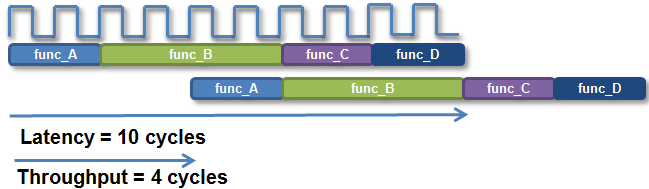 func_A func_B func_C func_D
func_A func_B func_C func_D
Latency = 10 cycles
Throughput = 4 cycles